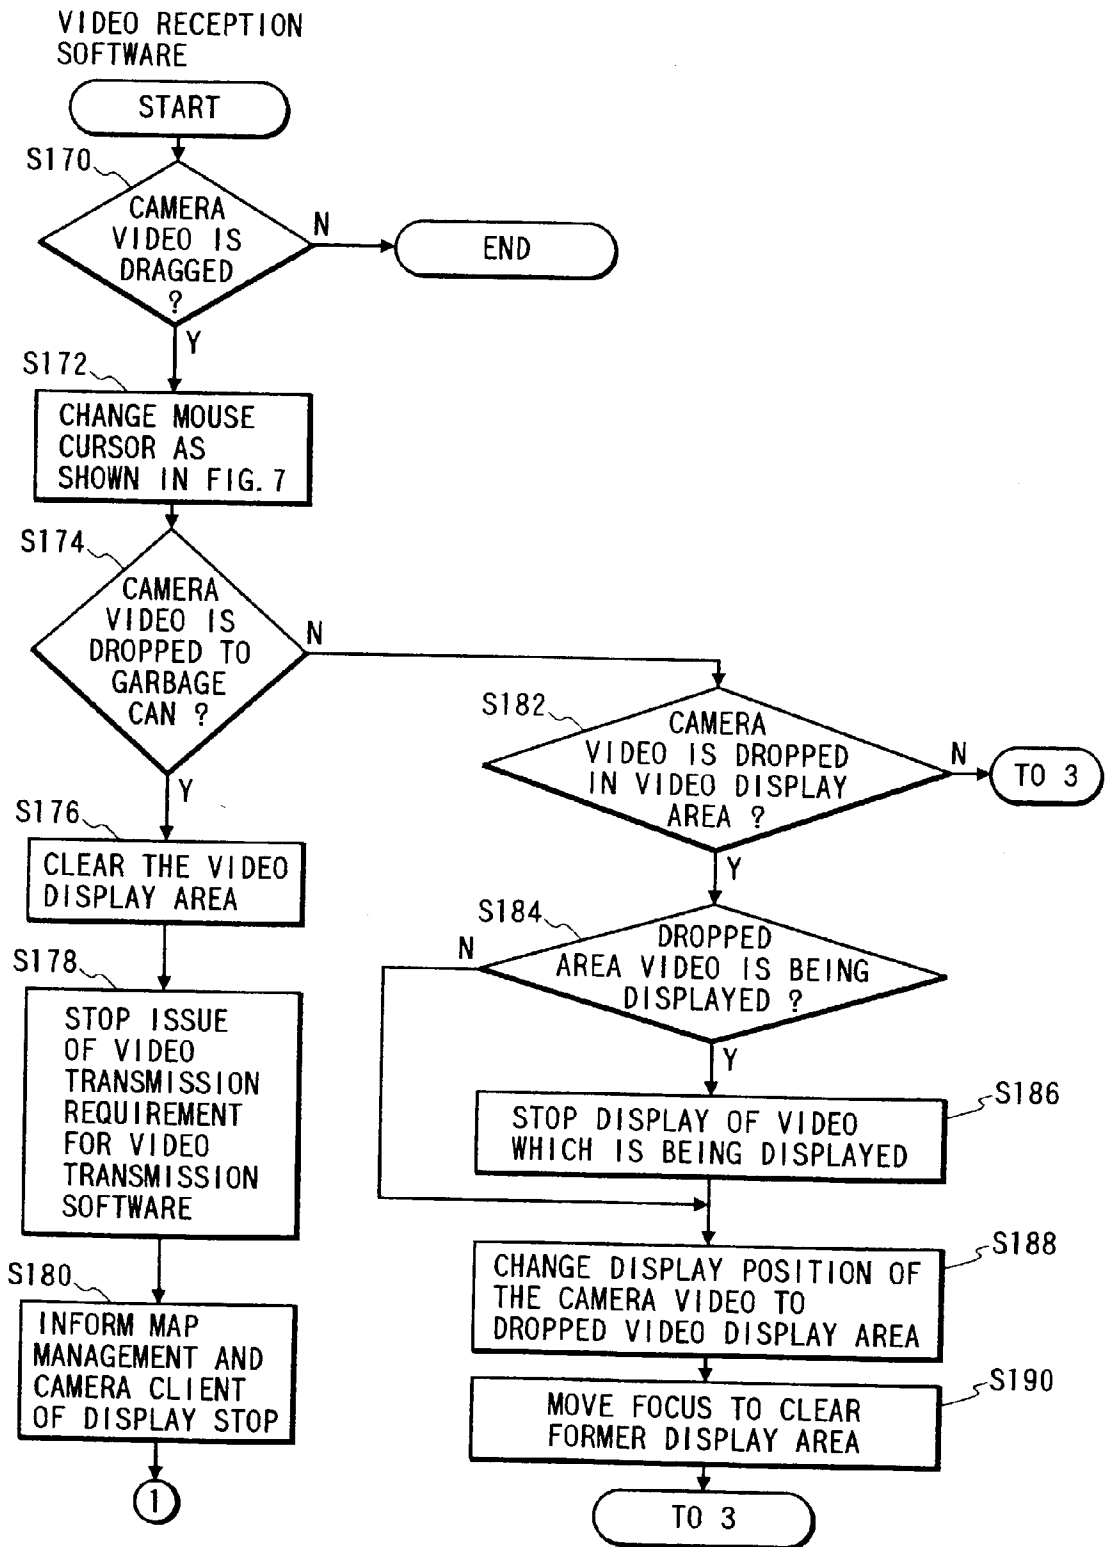 VIDEO RECEPTION
SOFTWARE
START
S170
CAMERA
VIDEO IS
DRAGGED
?
N
END
Y
S172
CHANGE MOUSE
CURSOR AS
SHOWN IN FIG. 7
S174
CAMERA
VIDEO IS
DROPPED TO
GARBAGE
CAN ?
N
Y
S176
CLEAR THE VIDEO
DISPLAY AREA
S178
STOP ISSUE
OF VIDEO
TRANSMISSION
REQUIREMENT
FOR VIDEO
TRANSMISSION
SOFTWARE
S180
INFORM MAP
MANAGEMENT AND
CAMERA CLIENT
OF DISPLAY STOP
1
S182
CAMERA
VIDEO IS DROPPED
IN VIDEO DISPLAY
AREA ?
N
TO 3
Y
S184
DROPPED
AREA VIDEO IS BEING
DISPLAYED ?
N
Y
S186
STOP DISPLAY OF VIDEO
WHICH IS BEING DISPLAYED
S188
CHANGE DISPLAY POSITION OF
THE CAMERA VIDEO TO
DROPPED VIDEO DISPLAY AREA
S190
MOVE FOCUS TO CLEAR
FORMER DISPLAY AREA
TO 3